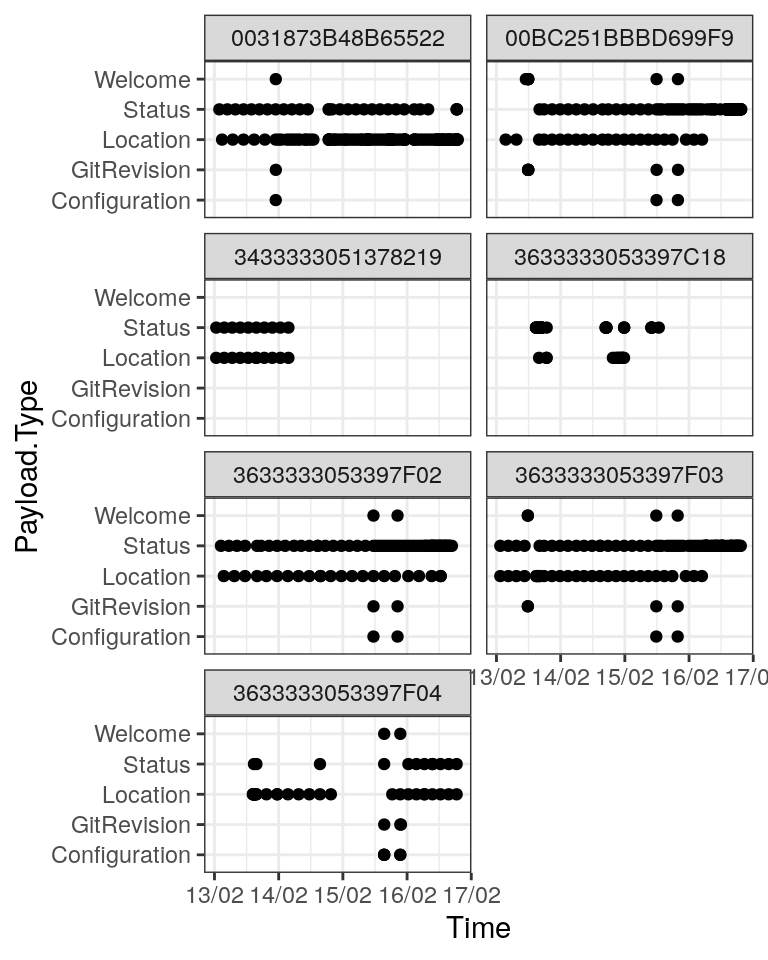 0031873B48B65522 00BC251BBBD699F9
Welcome
Status
Location
GitRevision
Configuration
3433333051378219 3633333053397C18
Welcome
Status
Location
GitRevision
Configuration
Payload.Type
3633333053397F02 3633333053397F03
Welcome
Status
Location
GitRevision
Configuration
13/02 14/02 15/02 16/02 17/0
3633333053397F04
Welcome
Status
Location
GitRevision
Configuration
13/02 14/02 15/02 16/02 17/02
Time